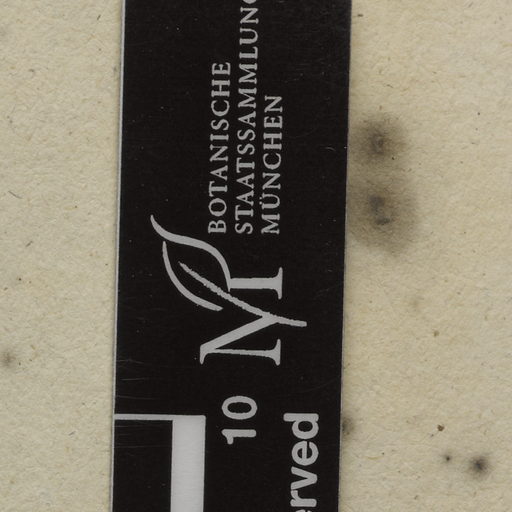 BOTANISCHE
STAATSSAMMLUNG
MÜNCHEN
M
10
erved